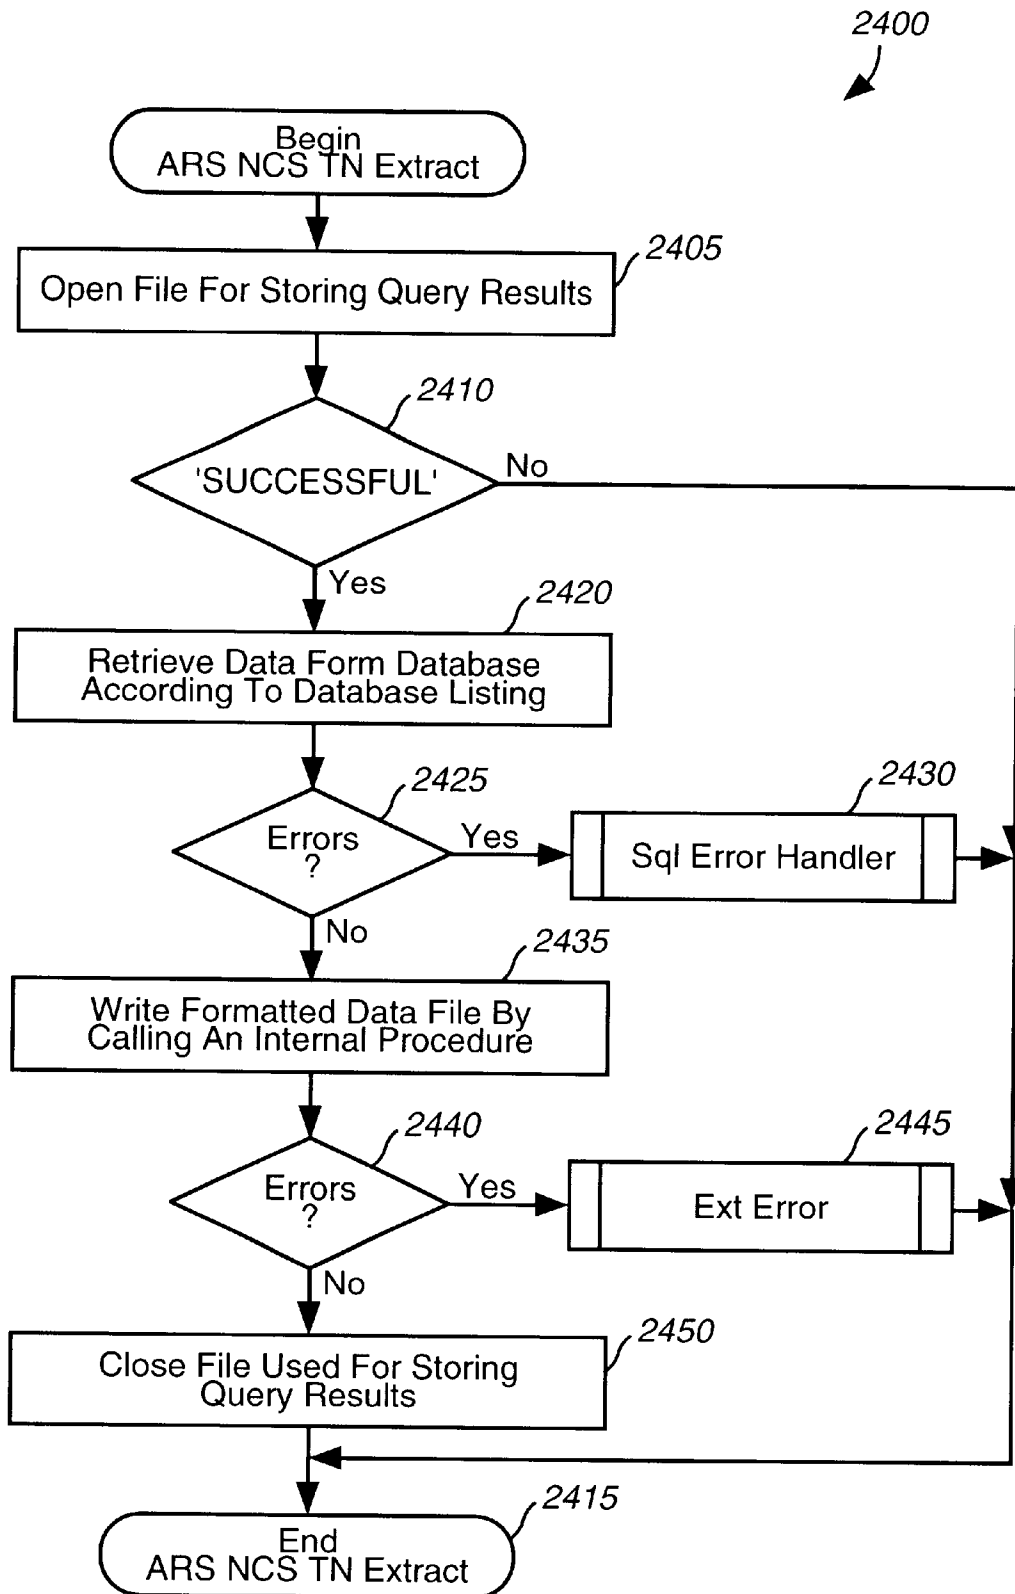 2400
Begin
ARS NCS TN Extract
2405
Open File For Storing Query Results
2410
'SUCCESSFUL'
No
Yes
2420
Retrieve Data Form Database
According To Database Listing
2425
Errors
?
Yes
2430
Sql Error Handler
No
2435
Write Formatted Data File By
Calling An Internal Procedure
2440
Errors
?
Yes
2445
Ext Error
No
2450
Close File Used For Storing
Query Results
2415
End
ARS NCS TN Extract